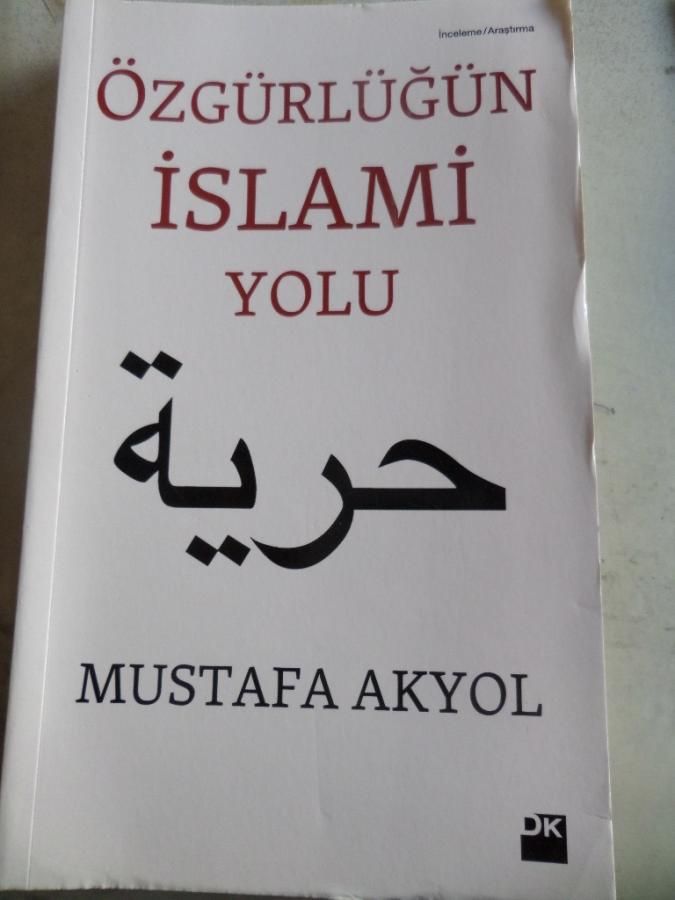 İnceleme/Araştırma
ÖZGÜRLÜĞÜN
İSLAMİ
YOLU
حرية
MUSTAFA AKYOL
DK